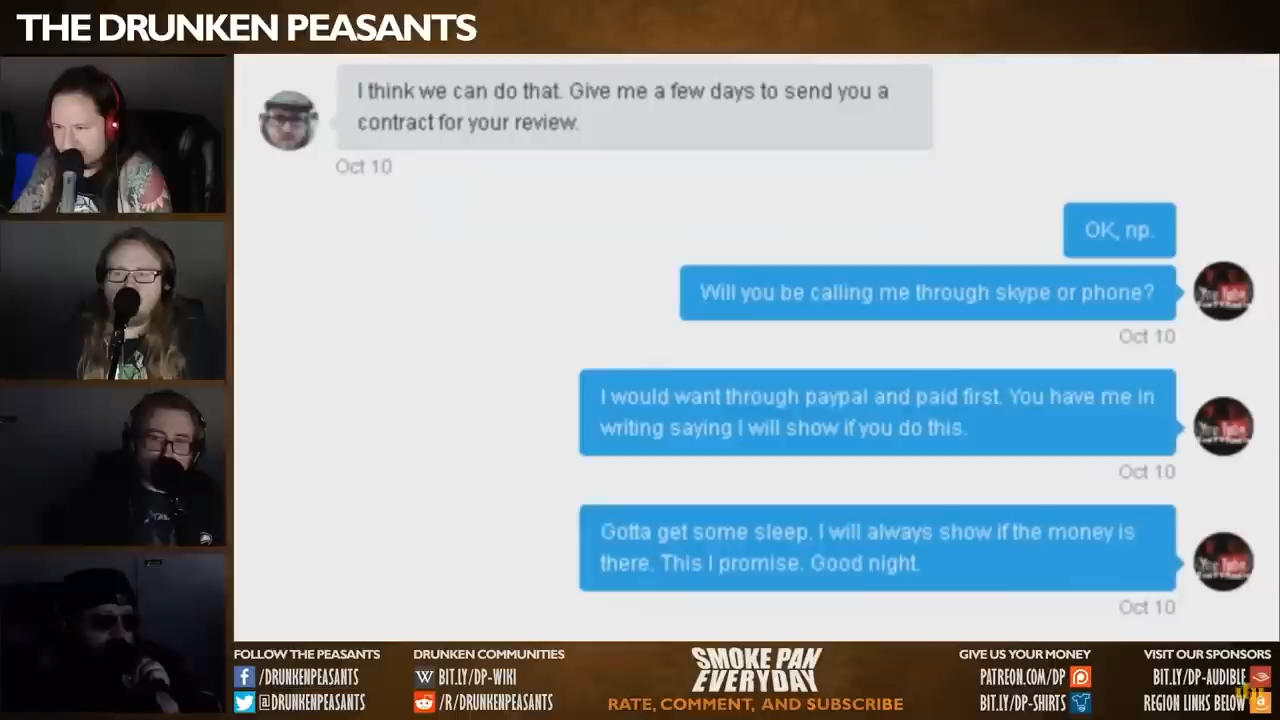 THE DRUNKEN PEASANTS
I think we can do that. Give me a few days to send you a
contract for your review.
Oct 10
OK, np.
Will you be calling me through skype or phone?
Oct 10
I would want through paypal and paid first. You have me in
writing saying I will show if you do this.
Oct 10
Gotta get some sleep. I will always show if the money is
there. This I promise. Good night.
Oct 10
FOLLOW THE PEASANTS
/DRUNKENPEASANTS
@DRUNKENPEASANTS
DRUNKEN COMMUNITIES
BIT.LY/DP-WIKI
/R/DRUNKENPEASANTS
SMOKE PAN
EVERYDAY
RATE, COMMENT, AND SUBSCRIBE
GIVE US YOUR MONEY
PATREON.COM/DP
BIT.LY/DP-SHIRTS
VISIT OUR SPONSORS
BIT.LY/DP-AUDIBLE
REGION LINKS BELOW